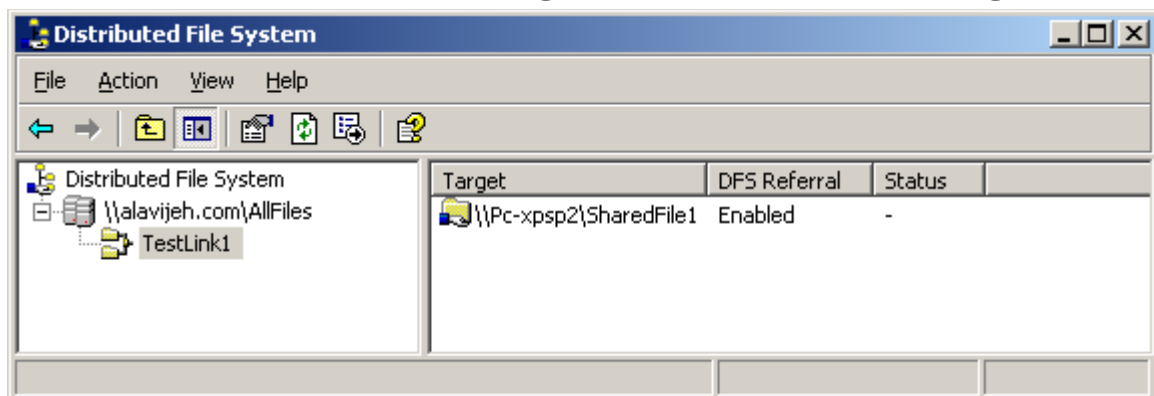 Distributed File System
File Action View Help
Distributed File System
\\alavijeh.com\AllFiles
TestLink1
Target DFS Referral Status
\\Pc-xpsp2\SharedFile1 Enabled -